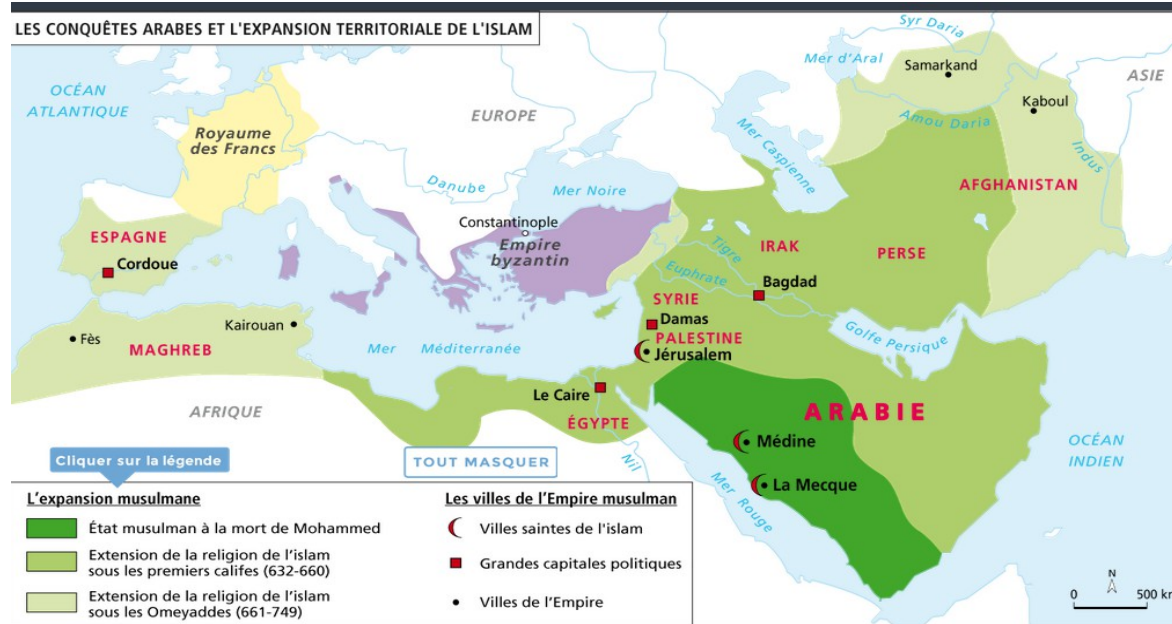 LES CONQUÊTES ARABES ET L'EXPANSION TERRITORIALE DE L'ISLAM
OCÉAN
ATLANTIQUE
Royaume
des Francs
EUROPE
Danube
Mer Noire
Constantinople
Empire
byzantin
Mer Caspienne
Mer d'Aral
Syr Daria
Samarkand
Amou Daria
Kaboul
Indus
ASIE
AFGHANISTAN
ESPAGNE
Cordoue
Fès
Kairouan
MAGHREB
Mer Méditerranée
AFRIQUE
Tigre
Euphrate
IRAK
PERSE
Bagdad
SYRIE
Damas
PALESTINE
Jérusalem
Golfe Persique
Le Caire
ÉGYPTE
Nil
ARABIE
Médine
La Mecque
Mer Rouge
OCÉAN
INDIEN
Cliquer sur la légende
TOUT MASQUER
L'expansion musulmane
État musulman à la mort de Mohammed
Extension de la religion de l'islam
sous les premiers califes (632-660)
Extension de la religion de l'islam
sous les Omeyaddes (661-749)
Les villes de l'Empire musulman
Villes saintes de l'islam
Grandes capitales politiques
Villes de l'Empire
N
0 500 km